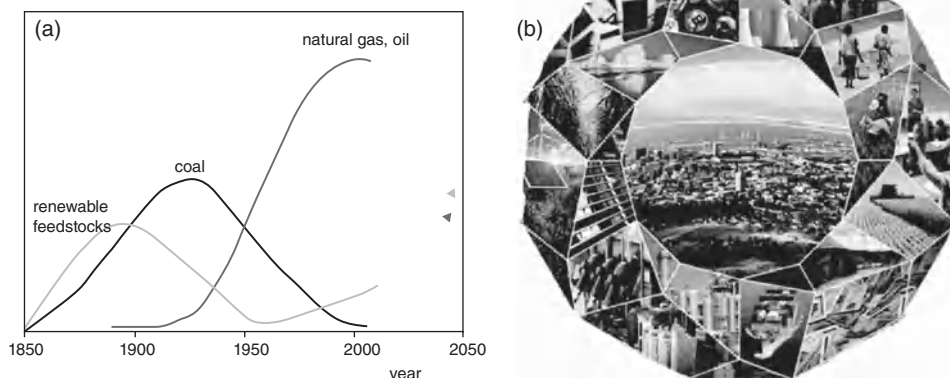 (a)
natural gas, oil
coal
renewable
feedstocks
1850
1900
1950
2000
2050
year
(b)